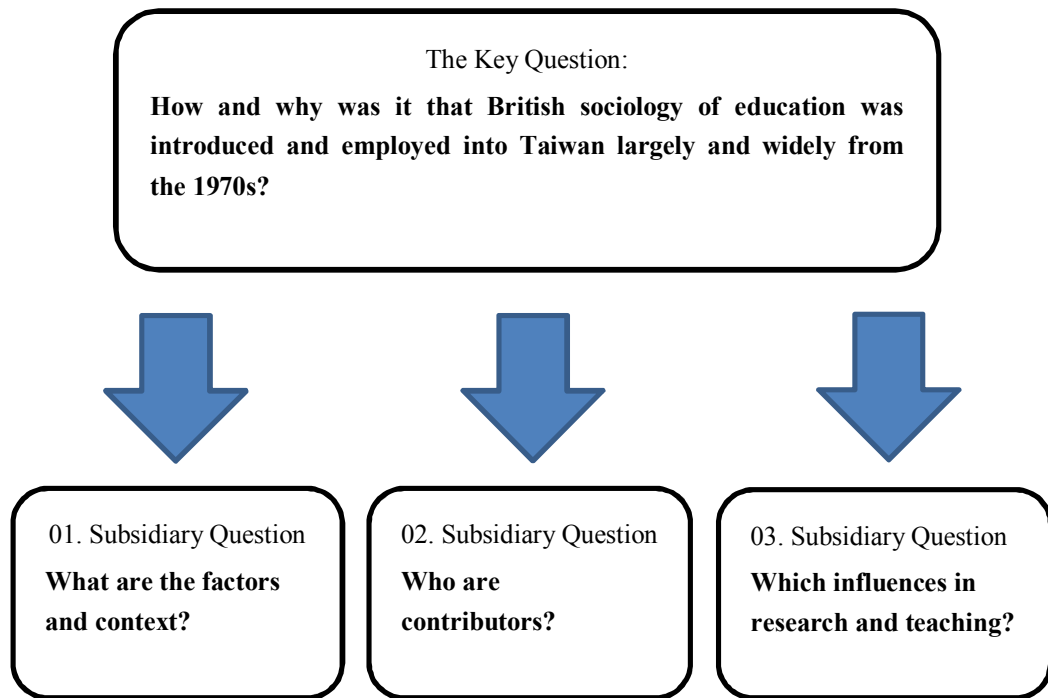 The Key Question:
How and why was it that British sociology of education was
introduced and employed into Taiwan largely and widely from
the 1970s?
01. Subsidiary Question
What are the factors
and context?
02. Subsidiary Question
Who are
contributors?
03. Subsidiary Question
Which influences in
research and teaching?